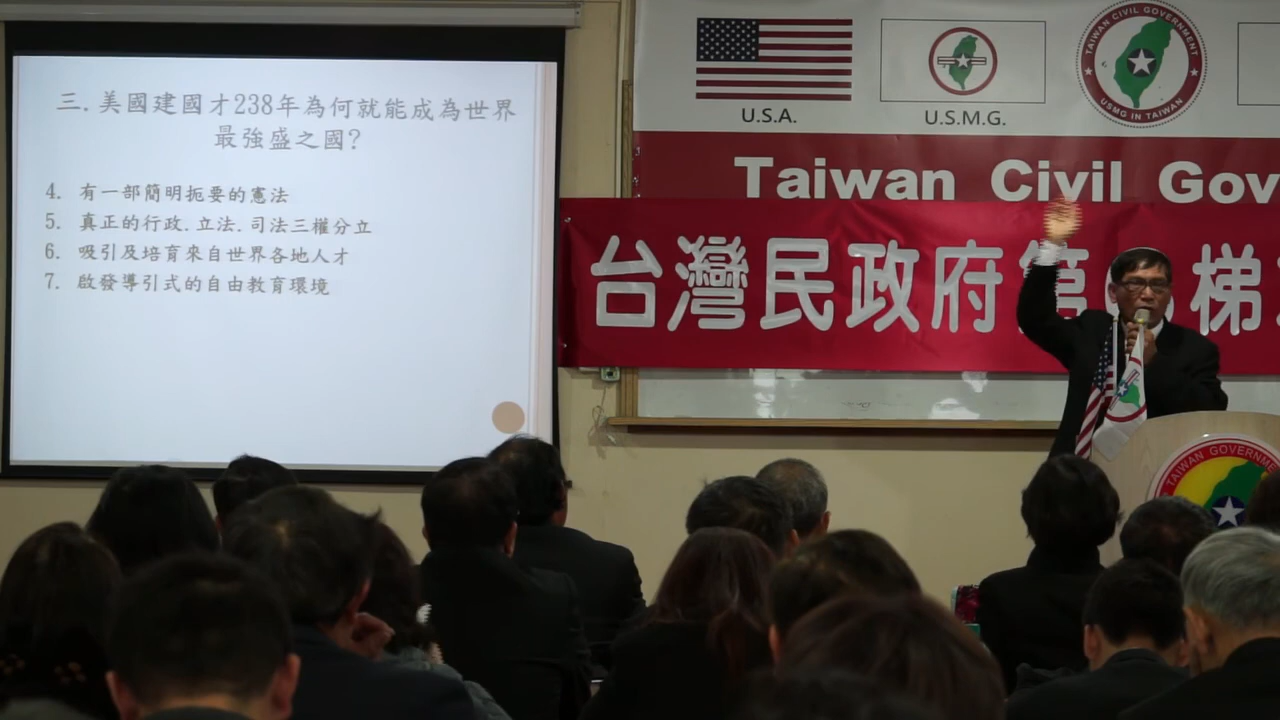 三.美國建國才238年為何就能成為世界
最強盛之國?
4. 有一部簡明扼要的憲法
5. 真正的行政.立法.司法三權分立
6. 吸引及培育來自世界各地人才
7. 啟發導引式的自由教育環境
U.S.A.
U.S.M.G.
TAIWAN CIVIL GOVERNMENT
USMG IN TAIWAN
Taiwan Civil Gov
台灣民政府第 梯
TAIWAN GOVERNME